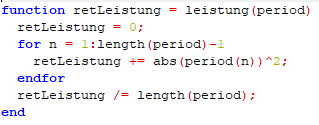 function retLeistung = leistung(period)
  retLeistung = 0;
  for n = 1:length(period)-1
    retLeistung += abs(period(n))^2;
  endfor
  retLeistung /= length(period);
end